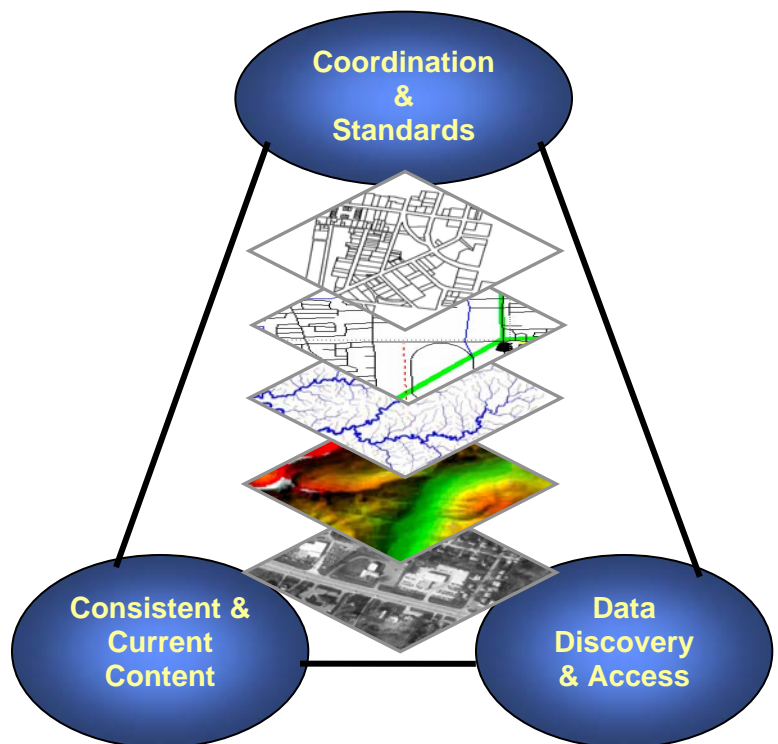 Coordination
&
Standards
Consistent &
Current
Content
Data
Discovery
& Access